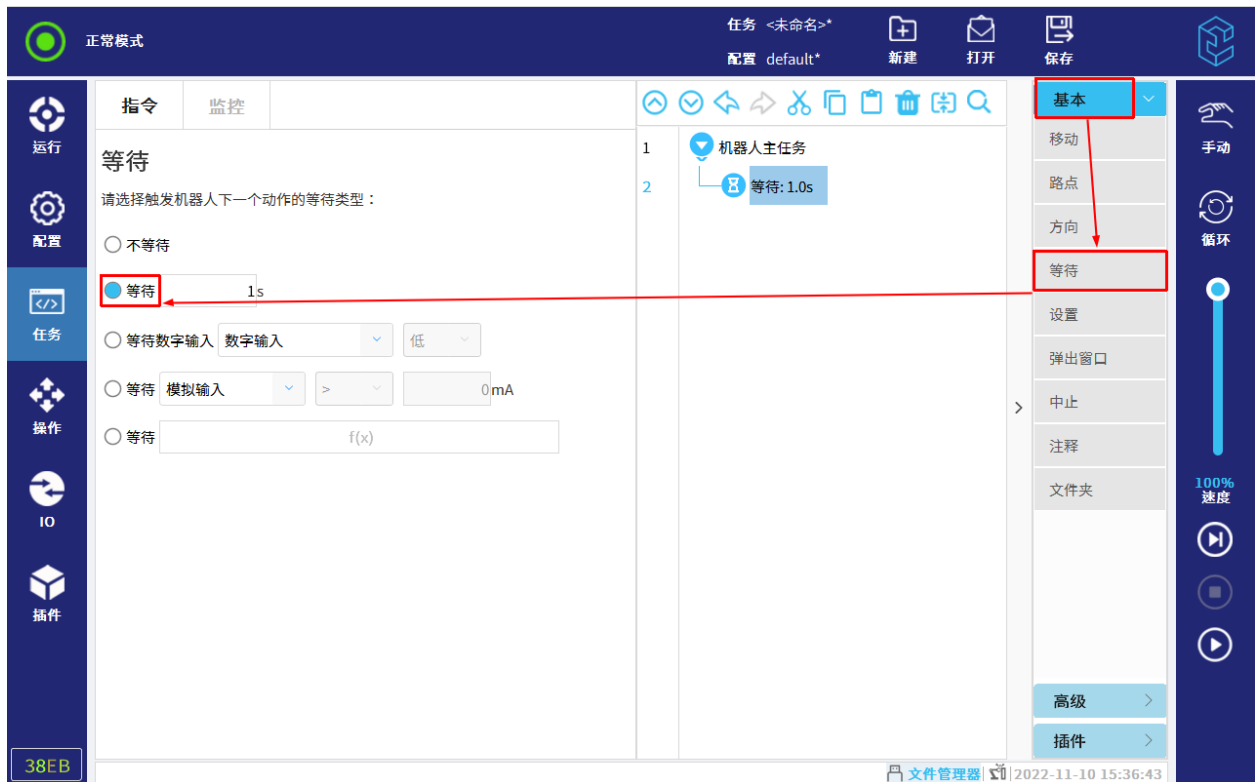 正常模式
任务 <未命名>*
配置 default*
新建
打开
保存
运行
配置
任务
操作
IO
插件
38EB
指令
监控
等待
请选择触发机器人下一个动作的等待类型：
不等待
等待 1s
等待数字输入 数字输入 低
等待 模拟输入 > 0mA
等待 f(x)
1 机器人主任务
2 等待: 1.0s
>
基本
移动
路点
方向
等待
设置
弹出窗口
中止
注释
文件夹
高级
插件
手动
循环
100%
速度
文件管理器 2022-11-10 15:36:43